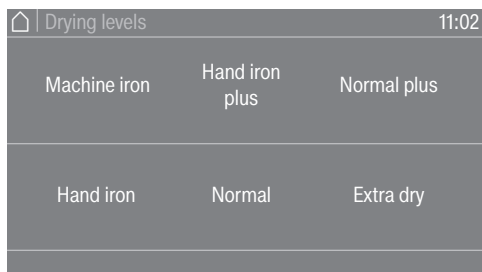 Drying levels 11:02
Machine iron Hand iron plus Normal plus
Hand iron Normal Extra dry